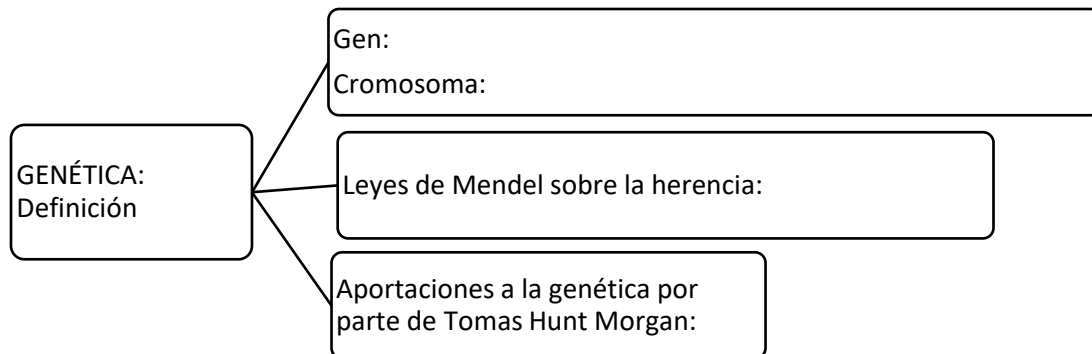 GENÉTICA:
Definición
Gen:
Cromosoma:
Leyes de Mendel sobre la herencia:
Aportaciones a la genética por
parte de Tomas Hunt Morgan: